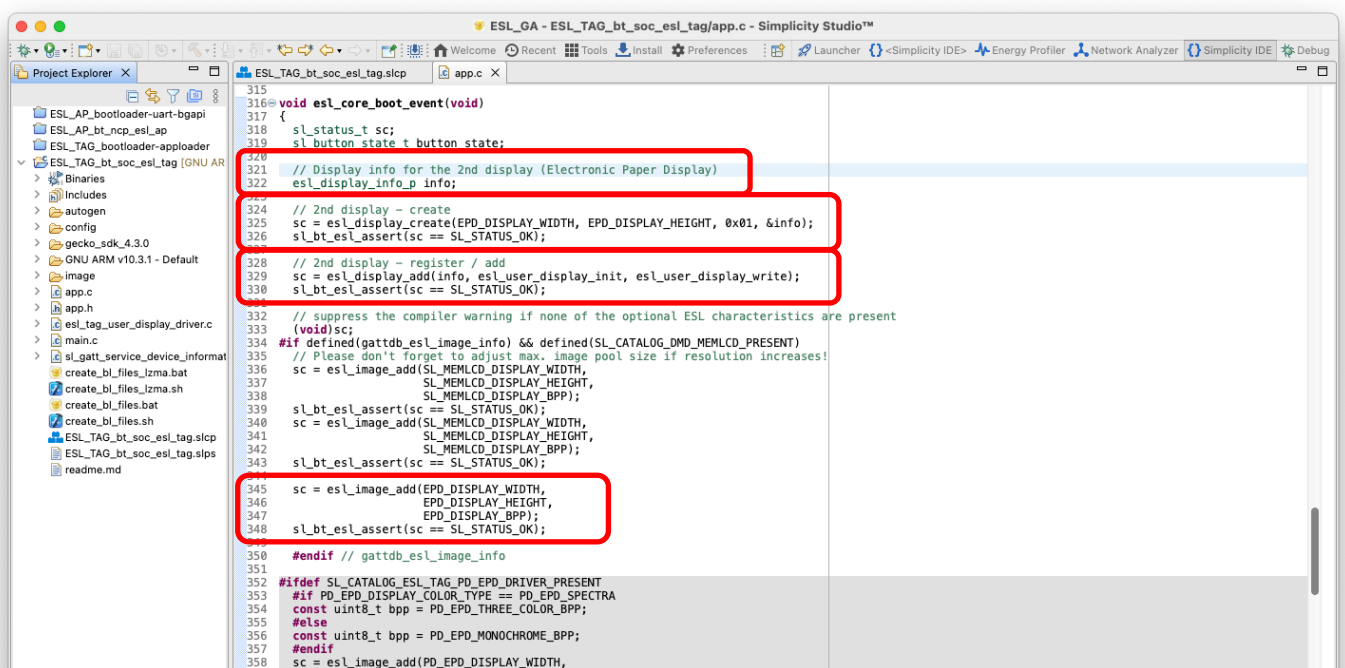 ESL_GA - ESL_TAG_bt_soc_esl_tag/app.c - Simplicity Studio™
Welcome Recent Tools Install Preferences Launcher {} <Simplicity IDE> Energy Profiler Network Analyzer {} Simplicity IDE Debug
Project Explorer
ESL_TAG_bt_soc_esl_tag.slcp app.c
ESL_AP_bootloader-uart-bgapi
ESL_AP_bt_ncp_esl_ap
ESL_TAG_bootloader-apploader
ESL_TAG_bt_soc_esl_tag [GNU AR
Binaries
Includes
autogen
config
gecko_sdk_4.3.0
GNU ARM v10.3.1 - Default
image
app.c
app.h
esl_tag_user_display_driver.c
main.c
sl_gatt_service_device_informat
create_bl_files_lzma.bat
create_bl_files_lzma.sh
create_bl_files.bat
create_bl_files.sh
ESL_TAG_bt_soc_esl_tag.slcp
ESL_TAG_bt_soc_esl_tag.slps
readme.md
315
316 void esl_core_boot_event(void)
317 {
318 sl_status_t sc;
319 sl_button_state_t button_state;
320
321 // Display info for the 2nd display (Electronic Paper Display)
322 esl_display_info_p info;
323
324 // 2nd display – create
325 sc = esl_display_create(EPD_DISPLAY_WIDTH, EPD_DISPLAY_HEIGHT, 0x01, &info);
326 sl_bt_esl_assert(sc == SL_STATUS_OK);
327
328 // 2nd display – register / add
329 sc = esl_display_add(info, esl_user_display_init, esl_user_display_write);
330 sl_bt_esl_assert(sc == SL_STATUS_OK);
331
332 // suppress the compiler warning if none of the optional ESL characteristics are present
333 (void)sc;
334 #if defined(gattdb_esl_image_info) && defined(SL_CATALOG_DMD_MEMLCD_PRESENT)
335 // Please don't forget to adjust max. image pool size if resolution increases!
336 sc = esl_image_add(SL_MEMLCD_DISPLAY_WIDTH,
337 SL_MEMLCD_DISPLAY_HEIGHT,
338 SL_MEMLCD_DISPLAY_BPP);
339 sl_bt_esl_assert(sc == SL_STATUS_OK);
340 sc = esl_image_add(SL_MEMLCD_DISPLAY_WIDTH,
341 SL_MEMLCD_DISPLAY_HEIGHT,
342 SL_MEMLCD_DISPLAY_BPP);
343 sl_bt_esl_assert(sc == SL_STATUS_OK);
344
345 sc = esl_image_add(EPD_DISPLAY_WIDTH,
346 EPD_DISPLAY_HEIGHT,
347 EPD_DISPLAY_BPP);
348 sl_bt_esl_assert(sc == SL_STATUS_OK);
349
350 #endif // gattdb_esl_image_info
351
352 #ifdef SL_CATALOG_ESL_TAG_PD_EPD_DRIVER_PRESENT
353 #if PD_EPD_DISPLAY_COLOR_TYPE == PD_EPD_SPECTRA
354 const uint8_t bpp = PD_EPD_THREE_COLOR_BPP;
355 #else
356 const uint8_t bpp = PD_EPD_MONOCHROME_BPP;
357 #endif
358 sc = esl_image_add(PD_EPD_DISPLAY_WIDTH,